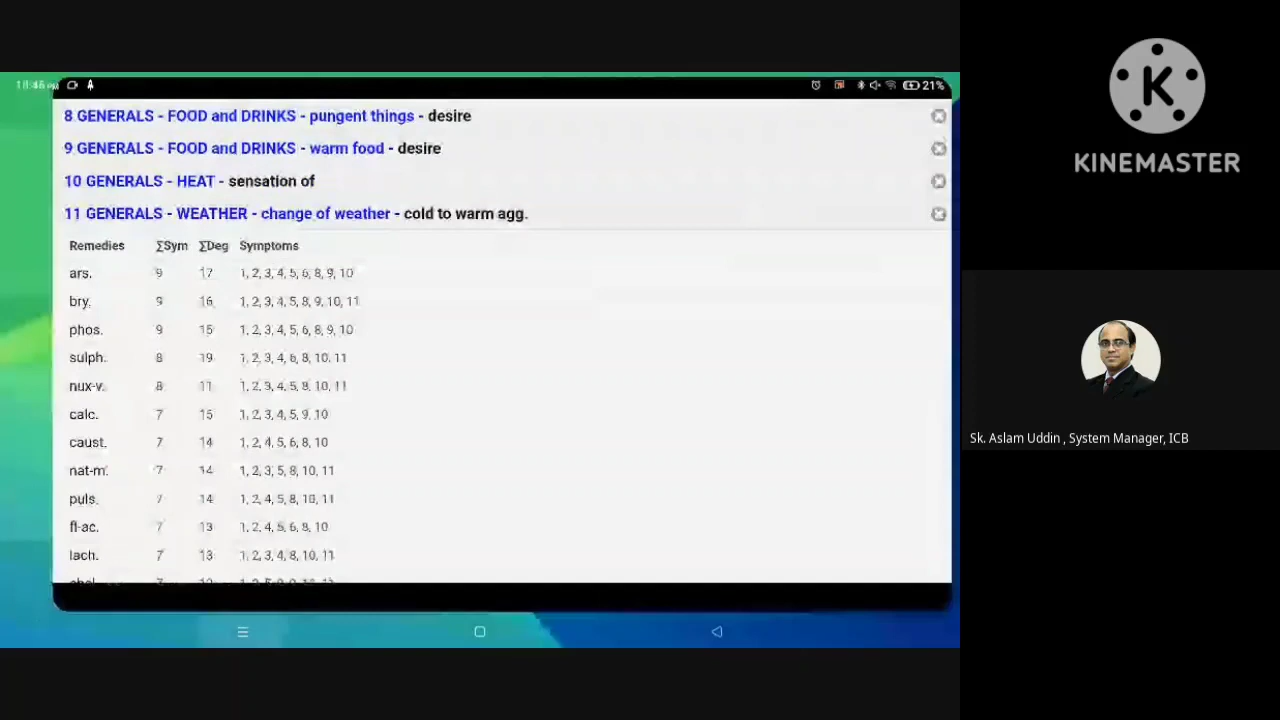 21%
8 GENERALS - FOOD and DRINKS - pungent things - desire
9 GENERALS - FOOD and DRINKS - warm food - desire
10 GENERALS - HEAT - sensation of
11 GENERALS - WEATHER - change of weather - cold to warm agg.
Remedies ∑Sym ∑Deg Symptoms
ars. 9 17 1, 2, 3, 4, 5, 6, 8, 9, 10
bry. 9 16 1, 2, 3, 4, 5, 8, 9, 10, 11
phos. 9 15 1, 2, 3, 4, 5, 6, 8, 9, 10
sulph. 8 19 1, 2, 3, 4, 6, 8, 10, 11
nux-v. 8 11 1, 2, 3, 4, 5, 8, 10, 11
calc. 7 15 1, 2, 3, 4, 5, 9, 10
caust. 7 14 1, 2, 4, 5, 6, 8, 10
nat-m. 7 14 1, 2, 3, 5, 8, 10, 11
puls. 7 14 1, 2, 4, 5, 8, 10, 11
fl-ac. 7 13 1, 2, 4, 5, 6, 8, 10
lach. 7 13 1, 2, 3, 4, 8, 10, 11
K
KINEMASTER
Sk. Aslam Uddin , System Manager, ICB